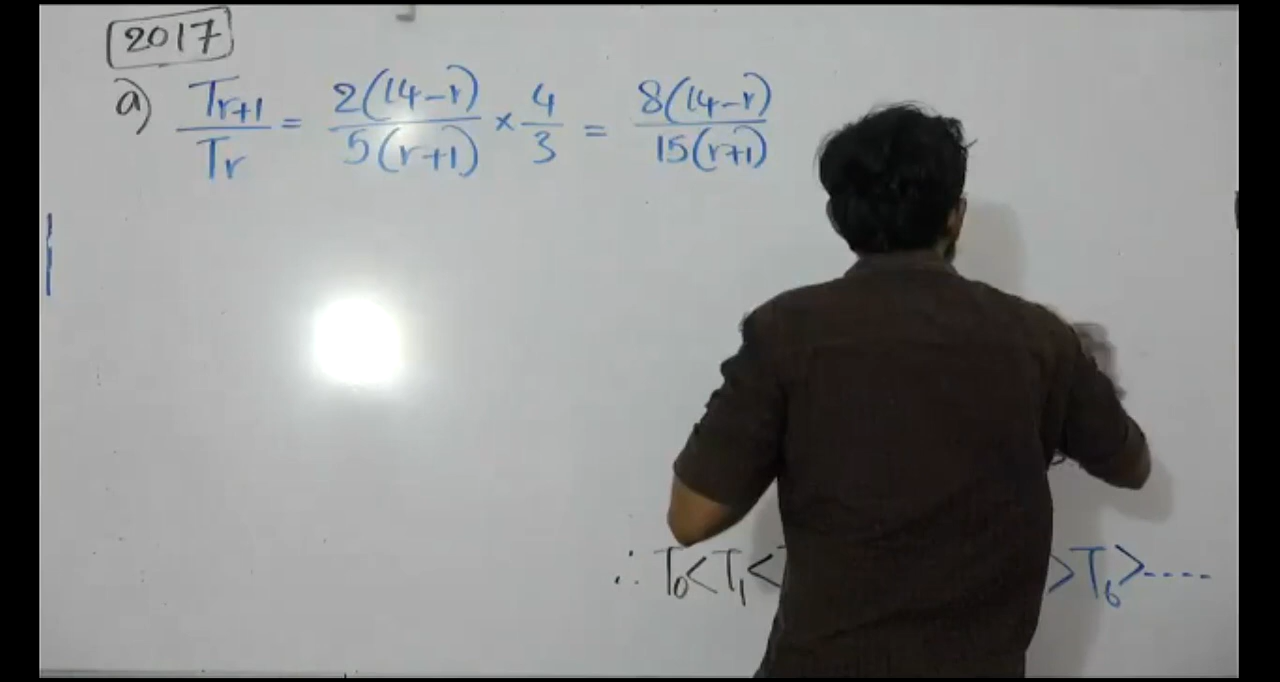 2017
a) Tr+1/Tr = 2(14-r)/5(r+1) × 4/3 = 8(14-r)/15(r+1)
∴ T0<T1< >T6>----